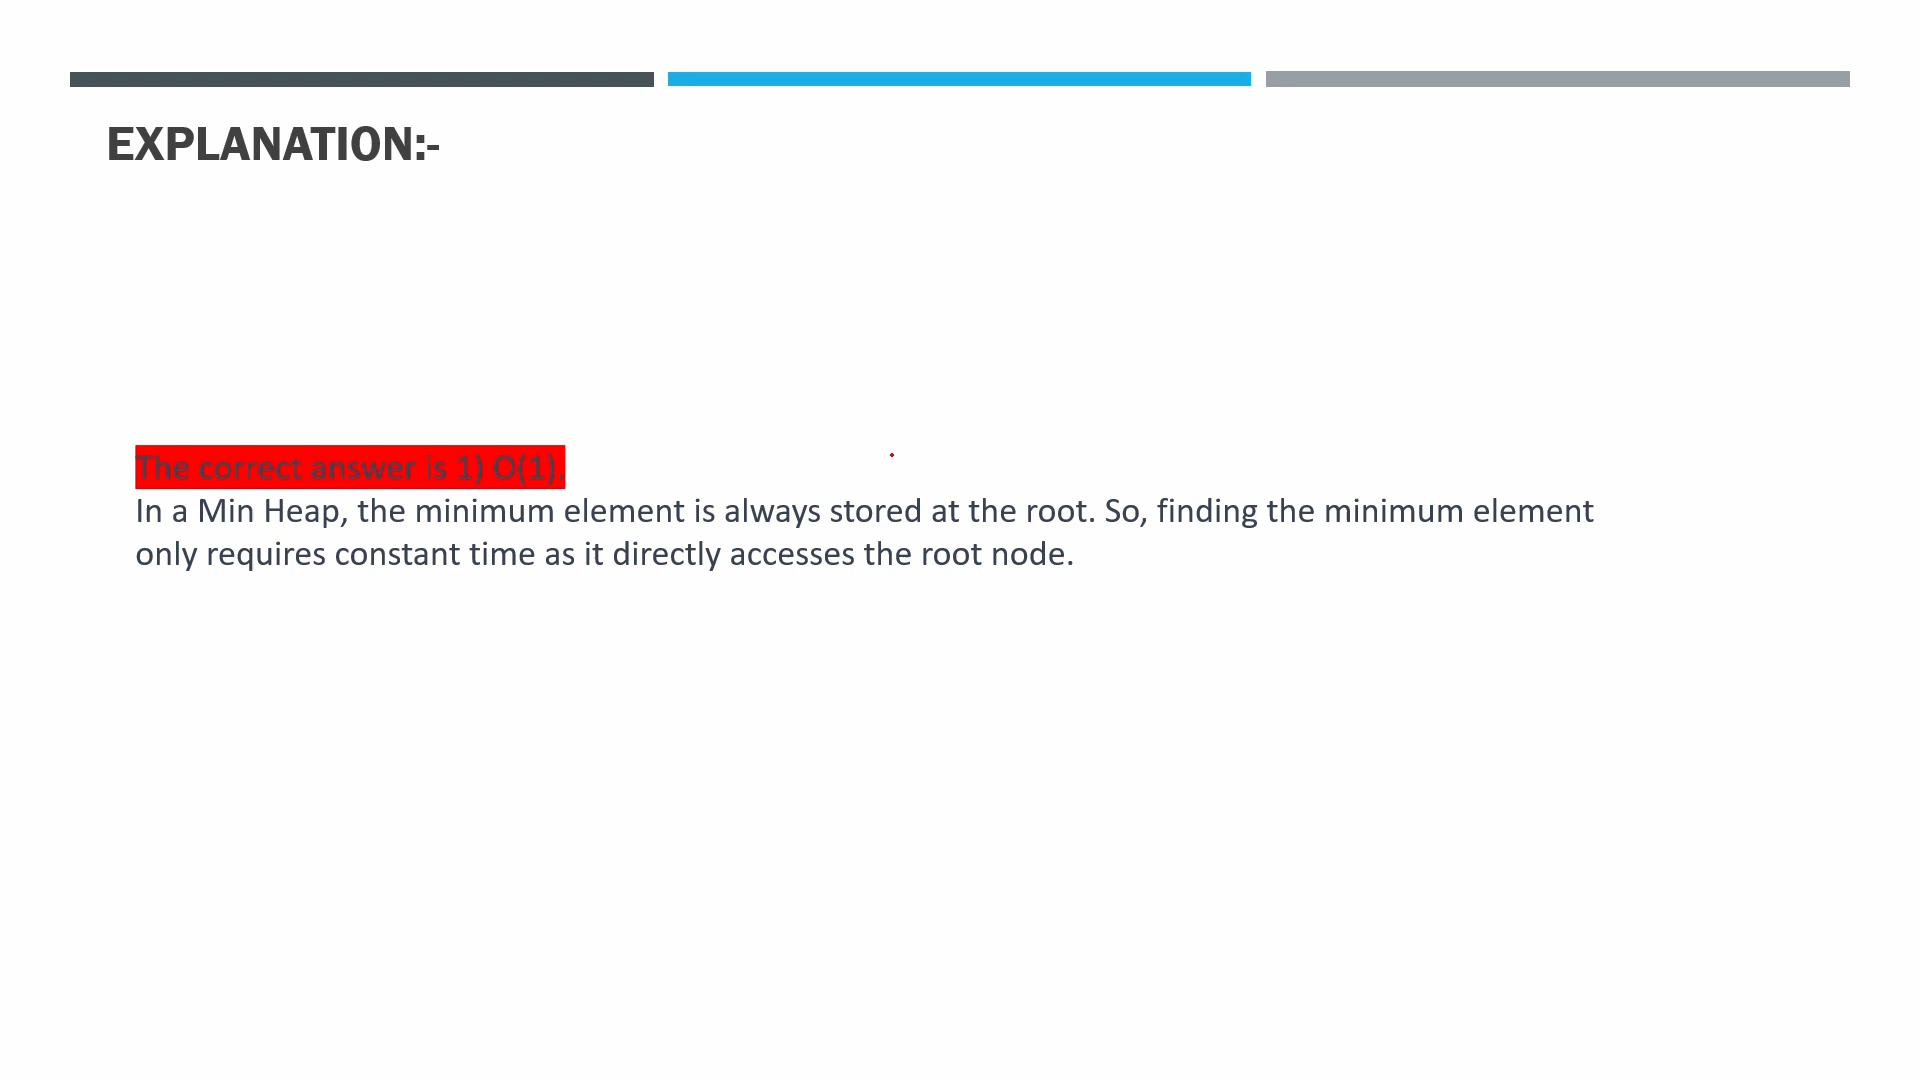 EXPLANATION:-
The correct answer is 1) O(1).
In a Min Heap, the minimum element is always stored at the root. So, finding the minimum element
only requires constant time as it directly accesses the root node.